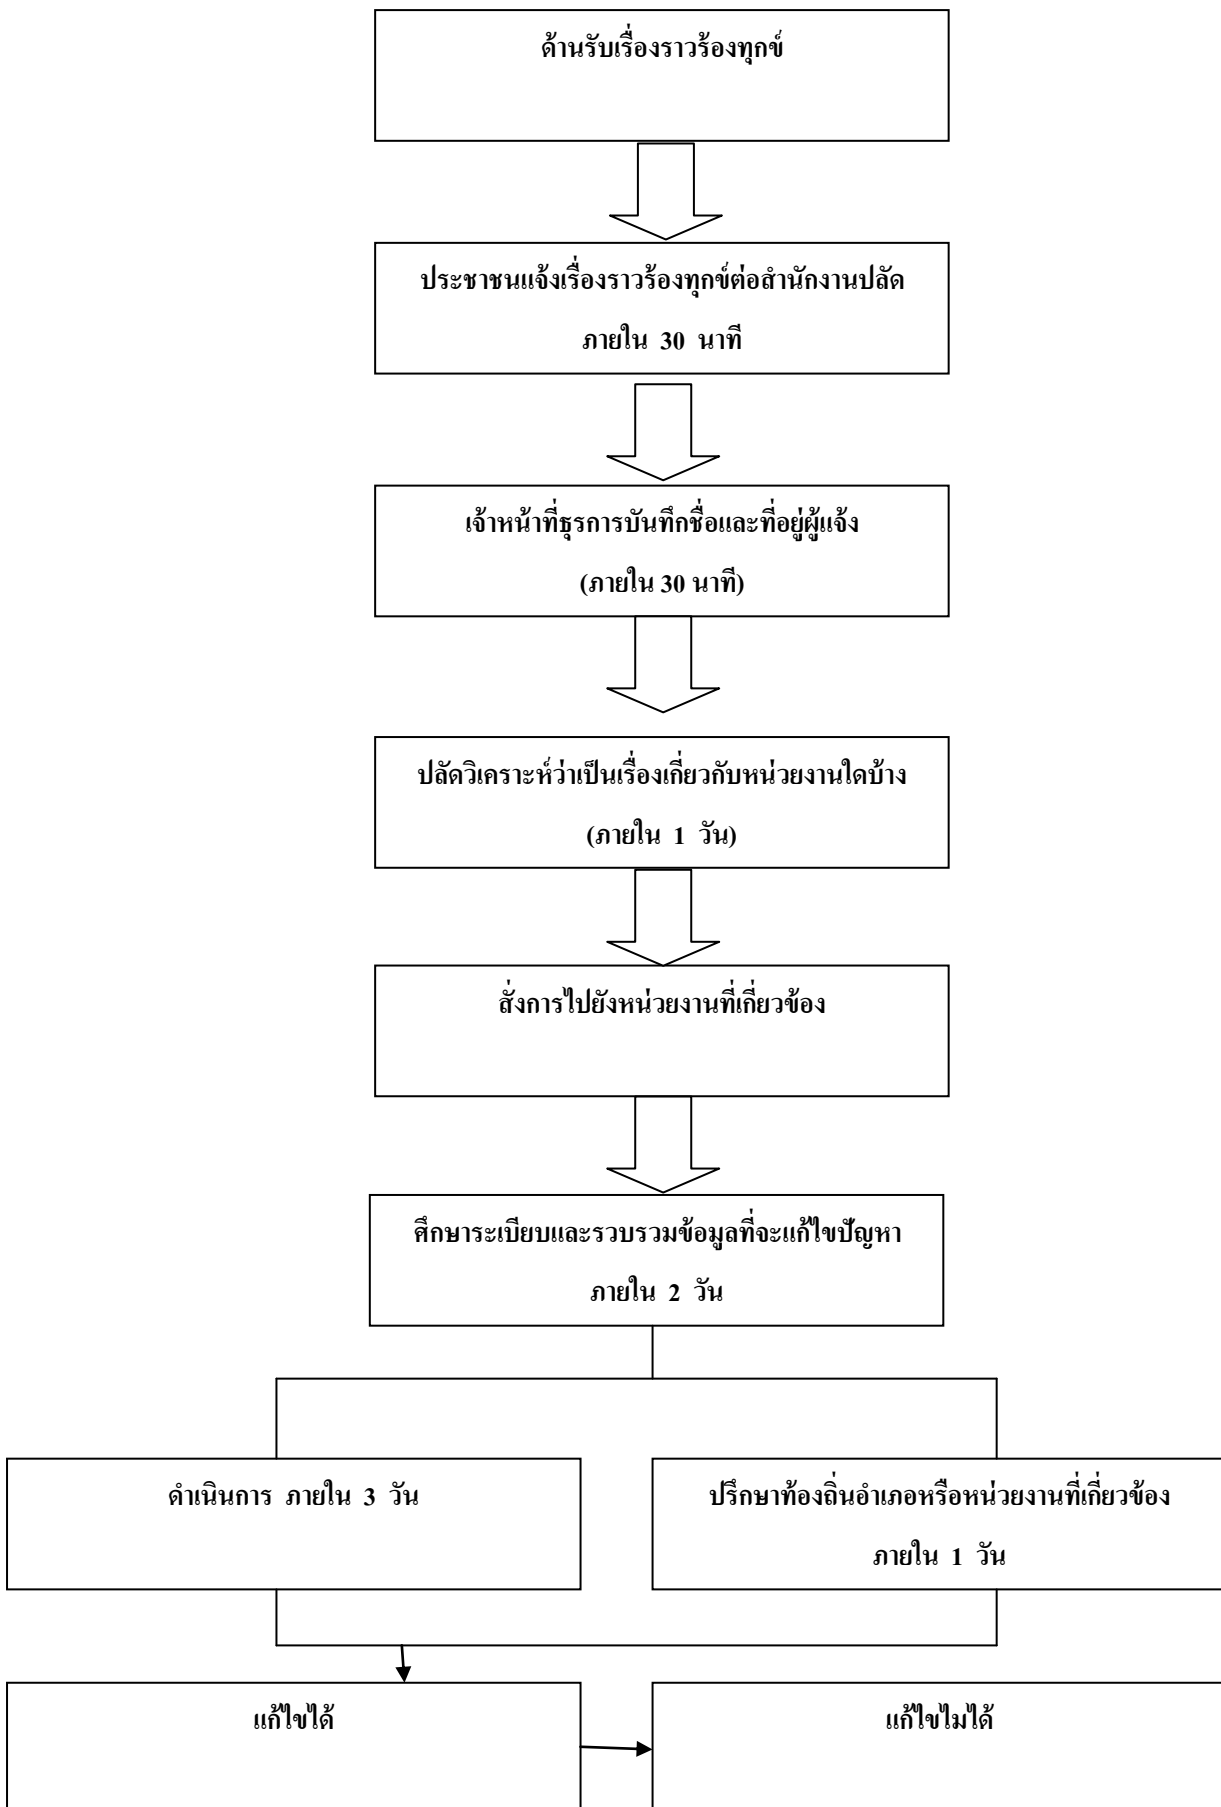 ด้านรับเรื่องราวร้องทุกข์
ประชาชนแจ้งเรื่องราวร้องทุกข์ต่อสำนักงานปลัด
ภายใน 30 นาที
เจ้าหน้าที่ธุรการบันทึกชื่อและที่อยู่ผู้แจ้ง
(ภายใน 30 นาที)
ปลัดวิเคราะห์ว่าเป็นเรื่องเกี่ยวกับหน่วยงานใดบ้าง
(ภายใน 1 วัน)
สั่งการไปยังหน่วยงานที่เกี่ยวข้อง
ศึกษาระเบียบและรวบรวมข้อมูลที่จะแก้ไขปัญหา
ภายใน 2 วัน
ดำเนินการ ภายใน 3 วัน
ปรึกษาท้องถิ่นอำเภอหรือหน่วยงานที่เกี่ยวข้อง
ภายใน 1 วัน
แก้ไขได้
แก้ไขไม่ได้